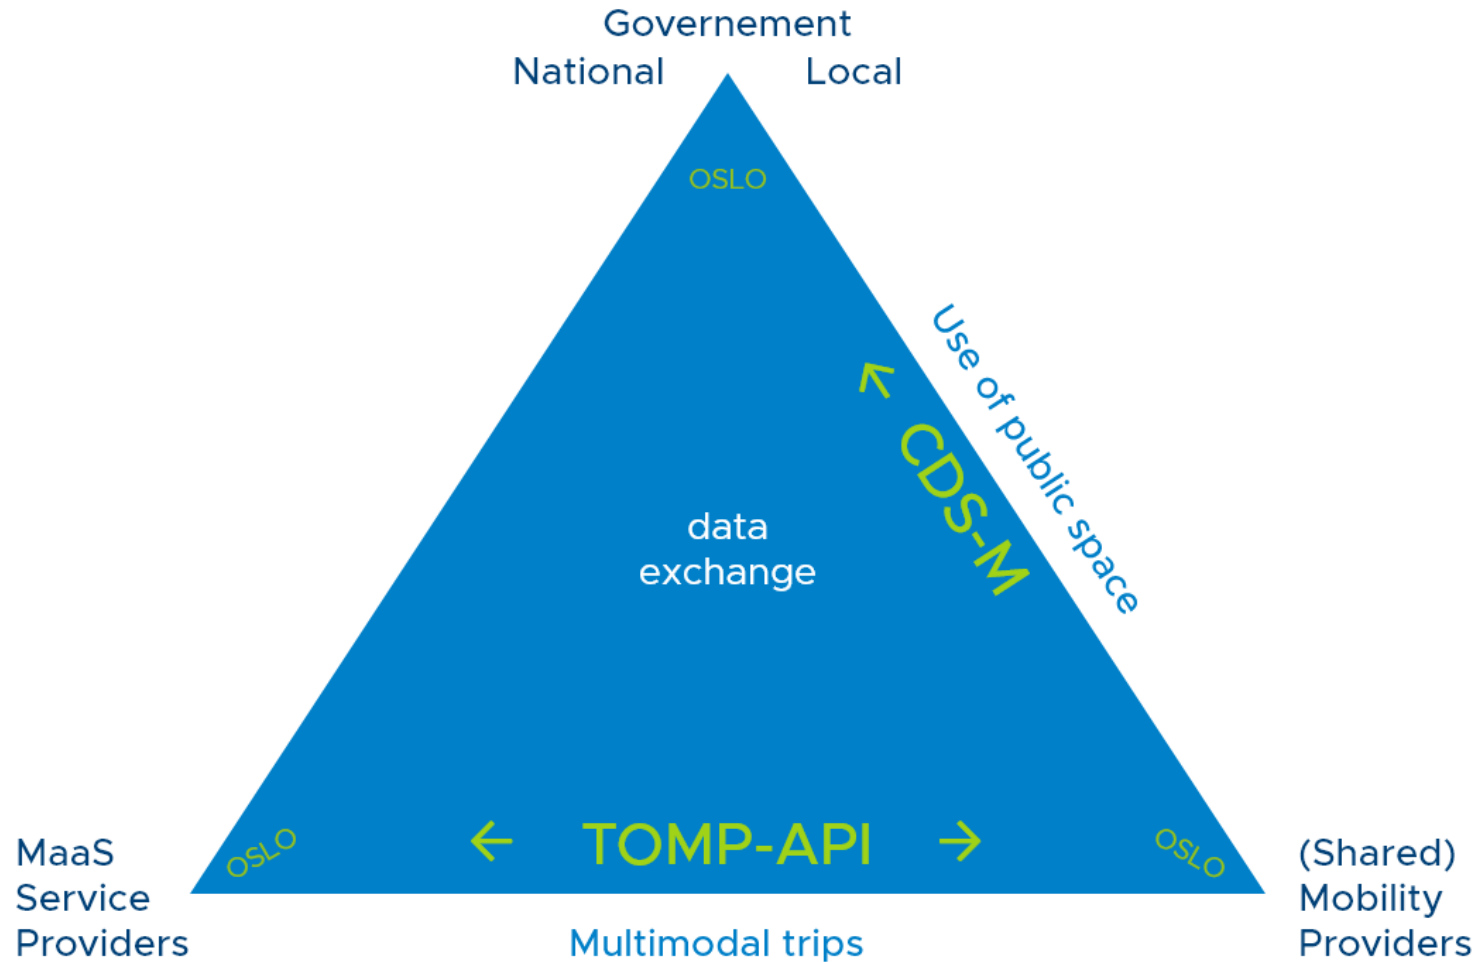 Governement
National Local
OSLO
Use of public space
← CDS-M
data
exchange
← TOMP-API →
OSLO
OSLO
MaaS
Service
Providers
(Shared)
Mobility
Providers
Multimodal trips